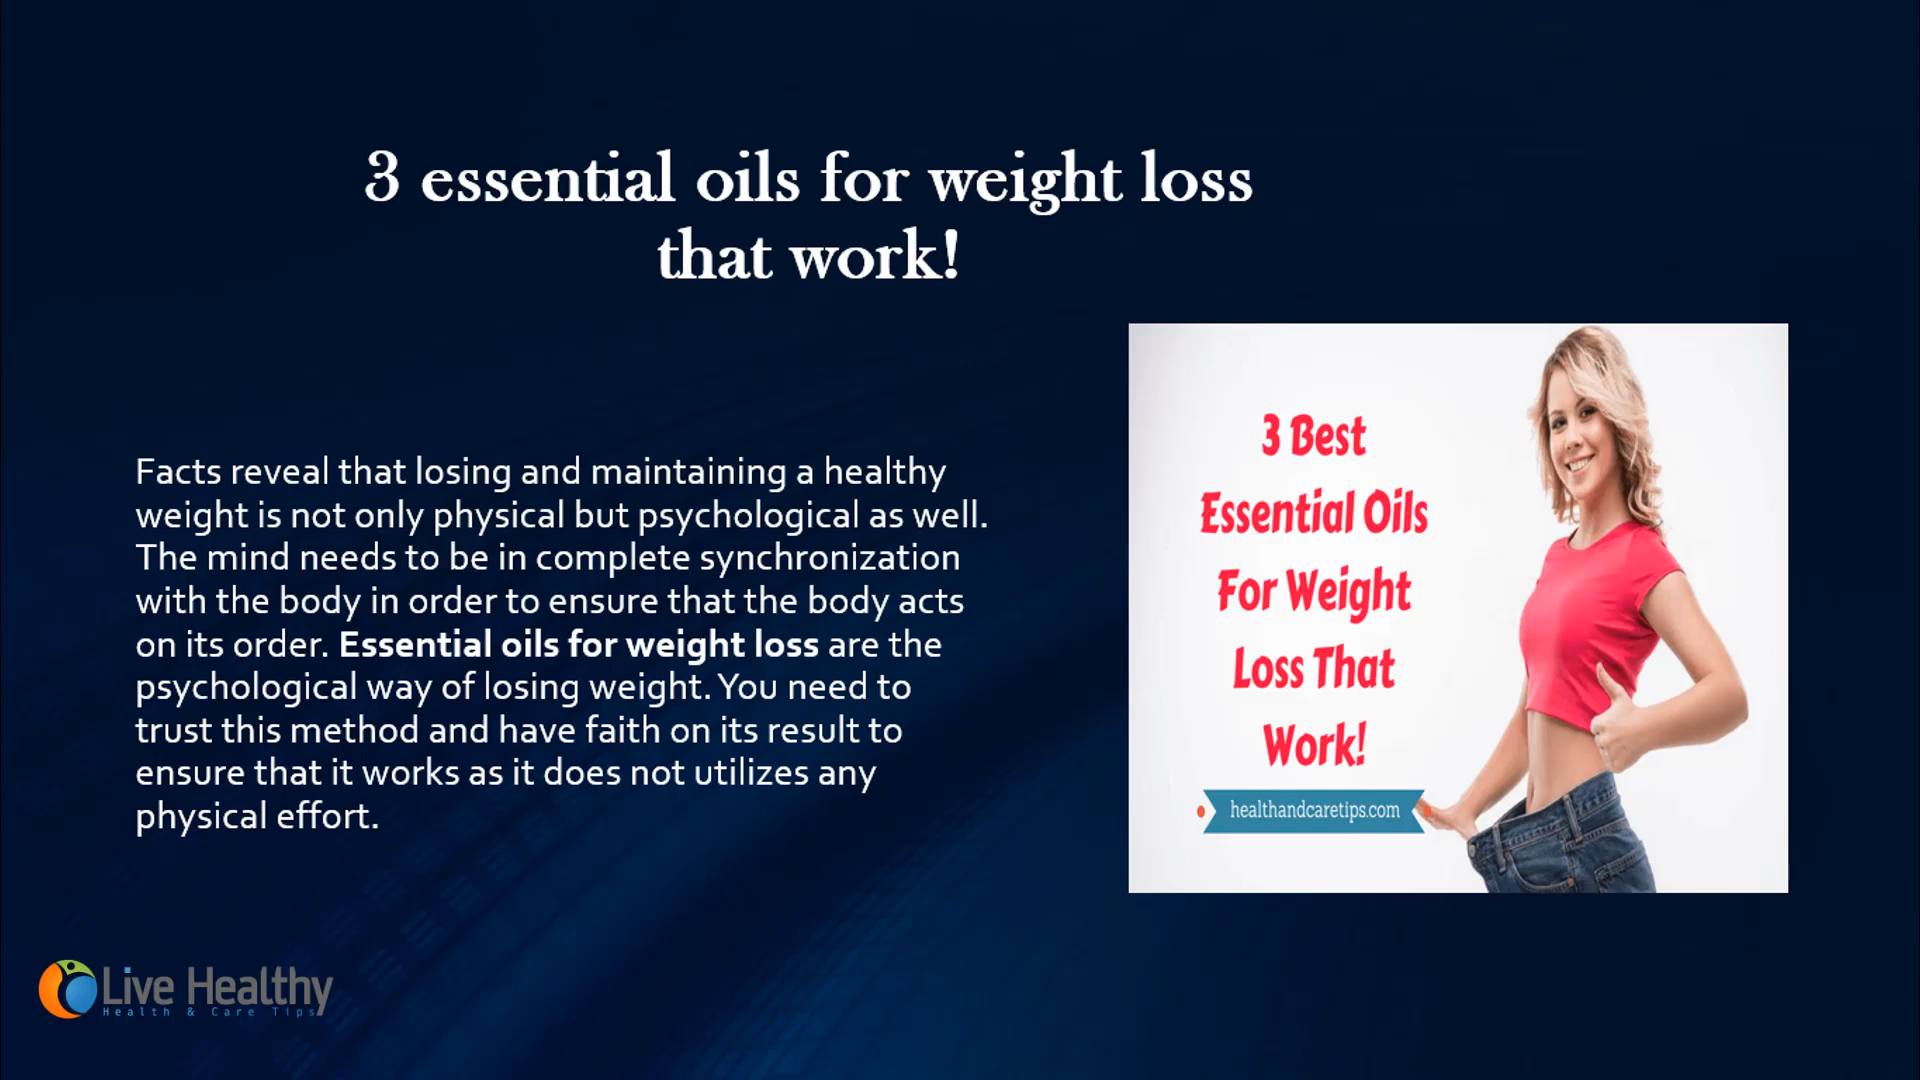 3 essential oils for weight loss
that work!
Facts reveal that losing and maintaining a healthy
weight is not only physical but psychological as well.
The mind needs to be in complete synchronization
with the body in order to ensure that the body acts
on its order. Essential oils for weight loss are the
psychological way of losing weight. You need to
trust this method and have faith on its result to
ensure that it works as it does not utilizes any
physical effort.
3 Best
Essential Oils
For Weight
Loss That
Work!
healthandcaretips.com
Live Healthy
Health & Care Tips